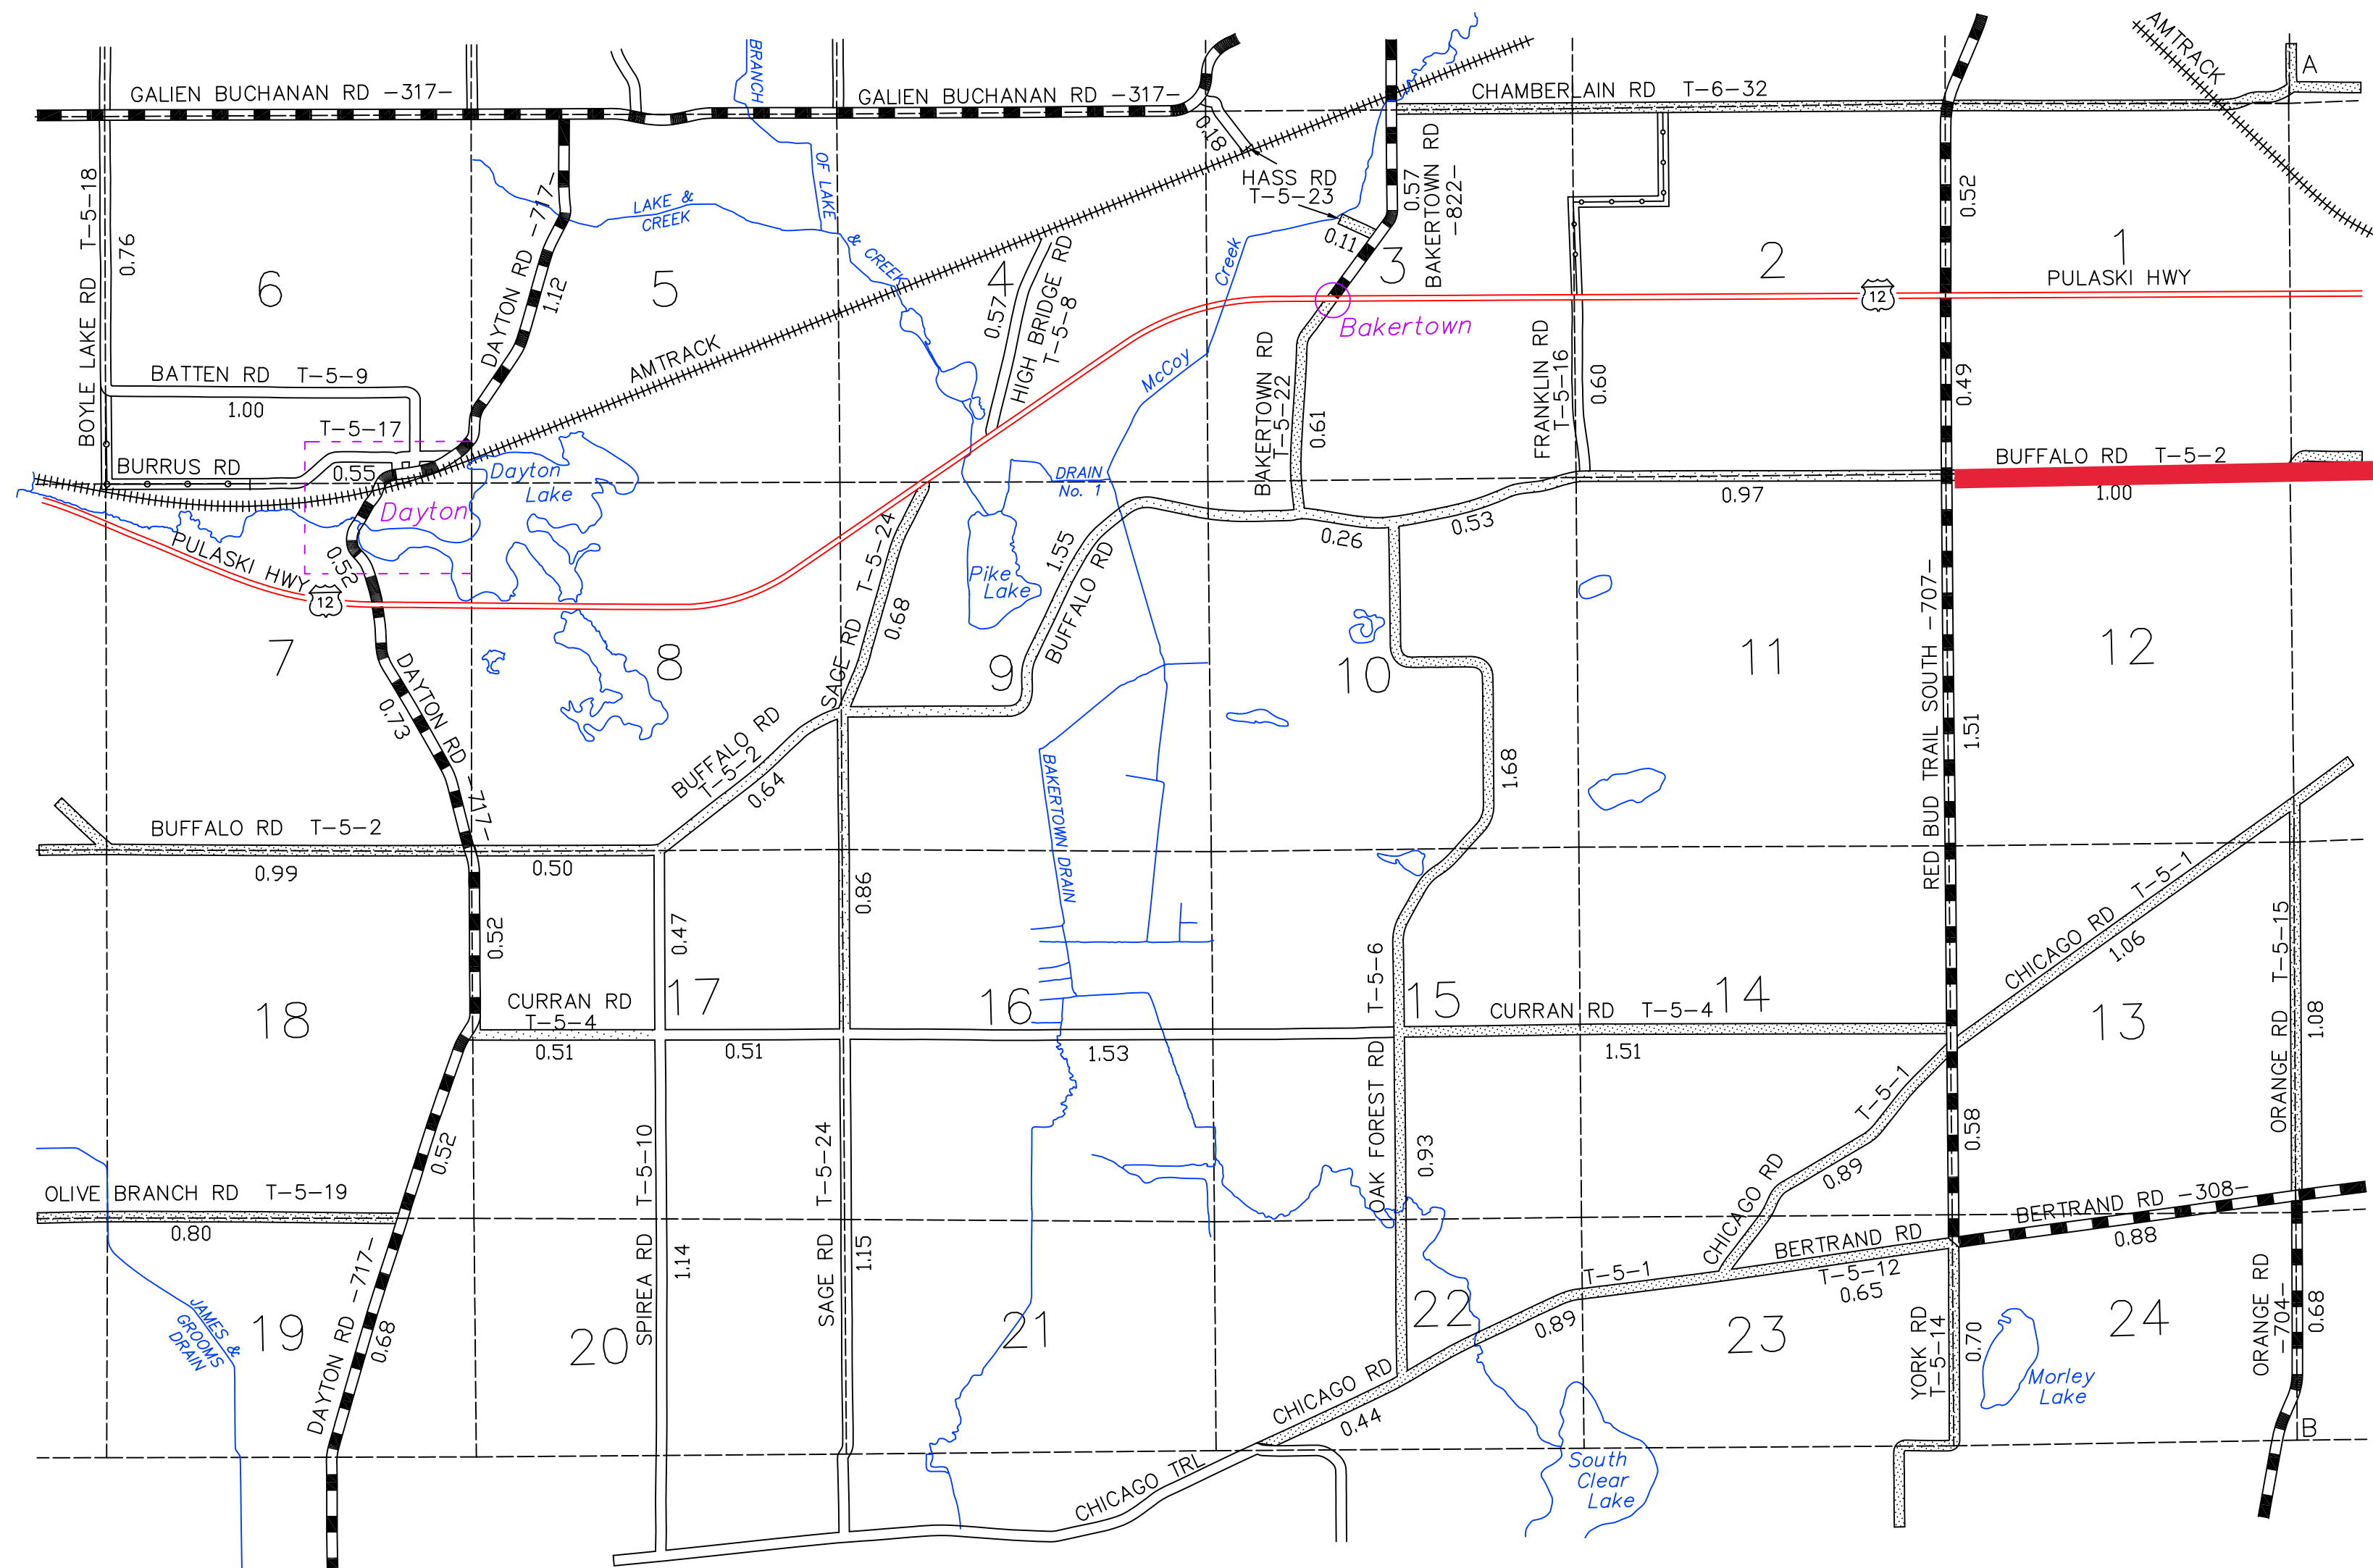 GALIEN BUCHANAN RD -317-
BRANCH
OF LAKE
& CREEK
GALIEN BUCHANAN RD -317-
CHAMBERLAIN RD T-6-32
AMTRACK
A
BOYLE LAKE RD T-5-18
0.76
6
DAYTON RD -717-
1.12
LAKE &
CREEK
5
0.18
HASS RD
T-5-23
0.11
0.57
BAKERTOWN RD
-822-
3
2
0.52
1
PULASKI HWY
12
4
0.57
HIGH BRIDGE RD
T-5-8
Creek
McCoy
Bakertown
BATTEN RD T-5-9
1.00
AMTRACK
T-5-17
BURRUS RD
0.55
Dayton
Lake
Dayton
BAKERTOWN RD
T-5-22
0.61
FRANKLIN RD
T-5-16
0.60
0.49
BUFFALO RD T-5-2
1.00
0.97
DRAIN
No. 1
0.26
0.53
PULASKI HWY
12
0.52
T-5-24
SAGE RD
0.68
Pike
Lake
1.55
BUFFALO RD
7
8
9
10
11
12
DAYTON RD -717-
0.73
BUFFALO RD
T-5-2
0.64
BAKERTOWN DRAIN
1.68
RED BUD TRAIL SOUTH -707-
1.51
BUFFALO RD T-5-2
0.99
0.50
0.52
0.47
0.86
CHICAGO RD T-5-1
1.06
18
CURRAN RD
T-5-4
17
16
T-5-6
15
CURRAN RD T-5-4
14
13
ORANGE RD T-5-15
1.08
0.51
0.51
1.53
1.51
0.52
OLIVE BRANCH RD T-5-19
0.80
SPIREA RD T-5-10
1.14
SAGE RD T-5-24
1.15
OAK FOREST RD
0.93
T-5-1
0.89
CHICAGO RD
0.58
BERTRAND RD -308-
0.88
BERTRAND RD
T-5-12
0.65
T-5-1
0.89
JAMES &
GROOMS
DRAIN
19
DAYTON RD -717-
0.68
20
21
22
23
24
YORK RD
T-5-14
0.70
Morley
Lake
ORANGE RD
-704-
0.68
CHICAGO RD
0.44
B
CHICAGO TRL
South
Clear
Lake